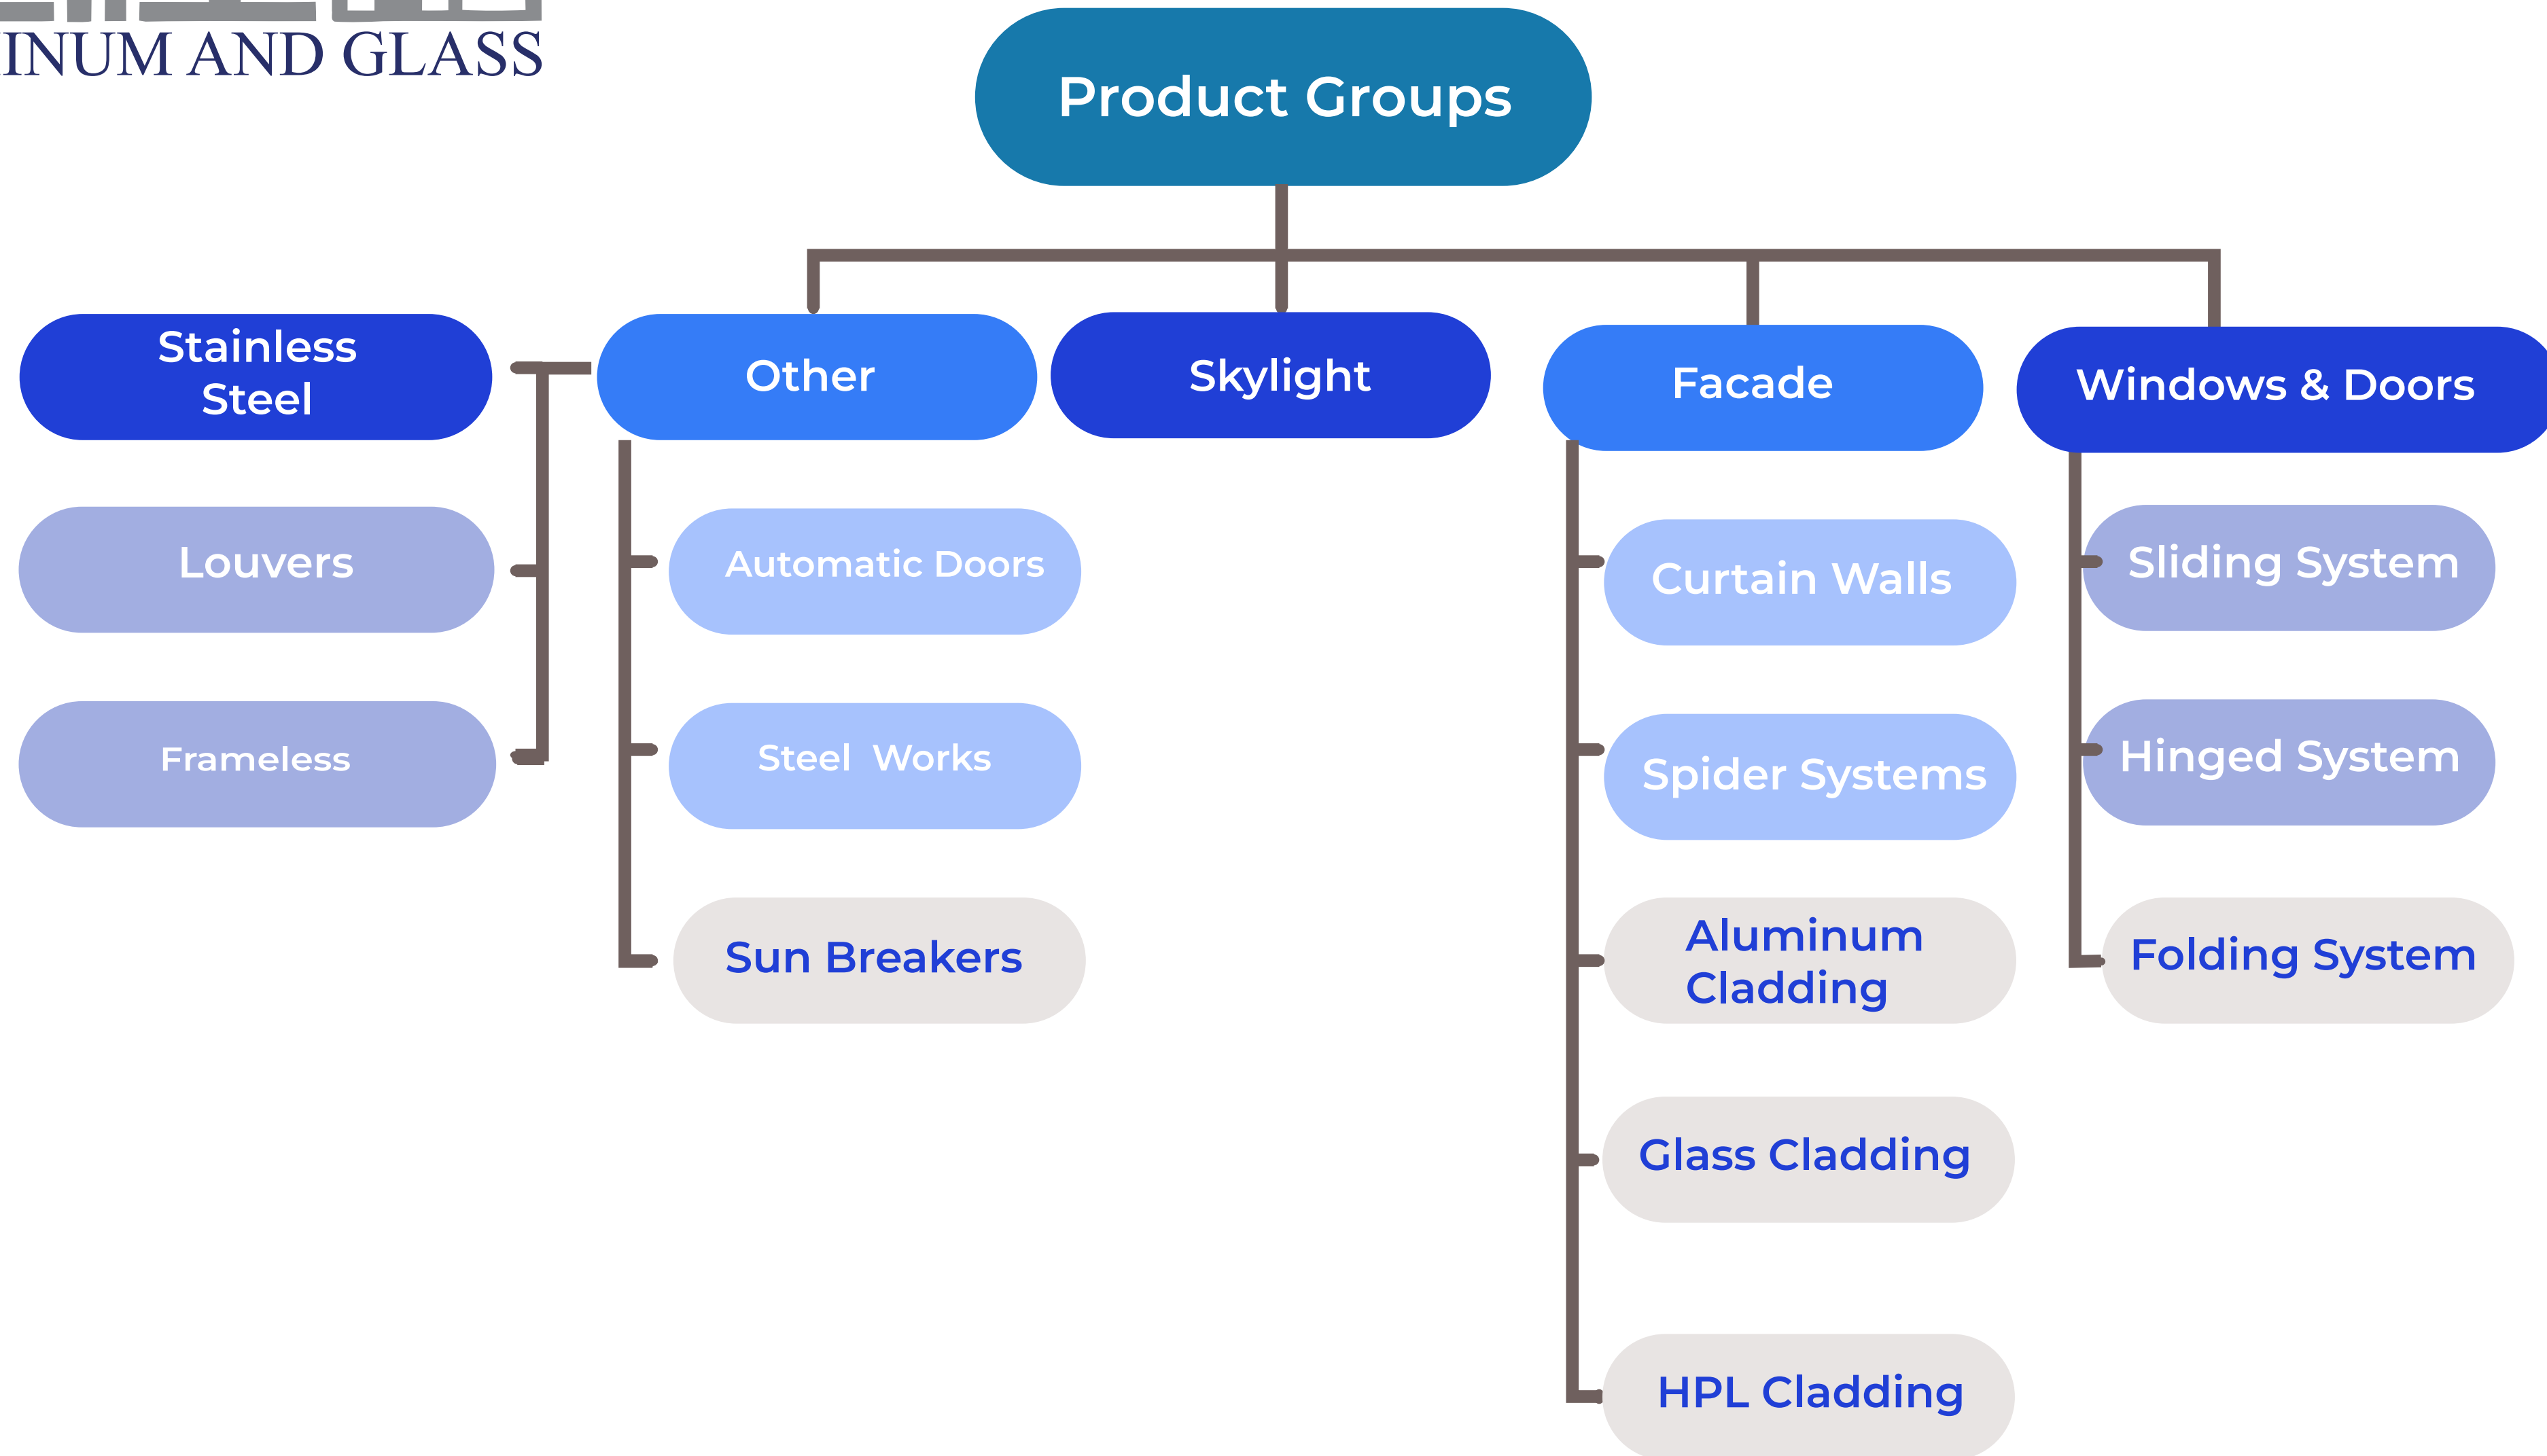 INUM AND GLASS
Product Groups
Stainless
Steel
Other
Skylight
Facade
Windows & Doors
Louvers
Automatic Doors
Curtain Walls
Sliding System
Frameless
Steel Works
Spider Systems
Hinged System
Sun Breakers
Aluminum
Cladding
Folding System
Glass Cladding
HPL Cladding